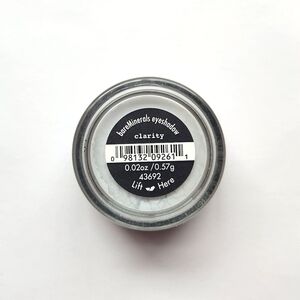 bareMinerals eyeshadow
clarity
0 98132 09261 1
0.02oz /0.57g
43692
Lift Here